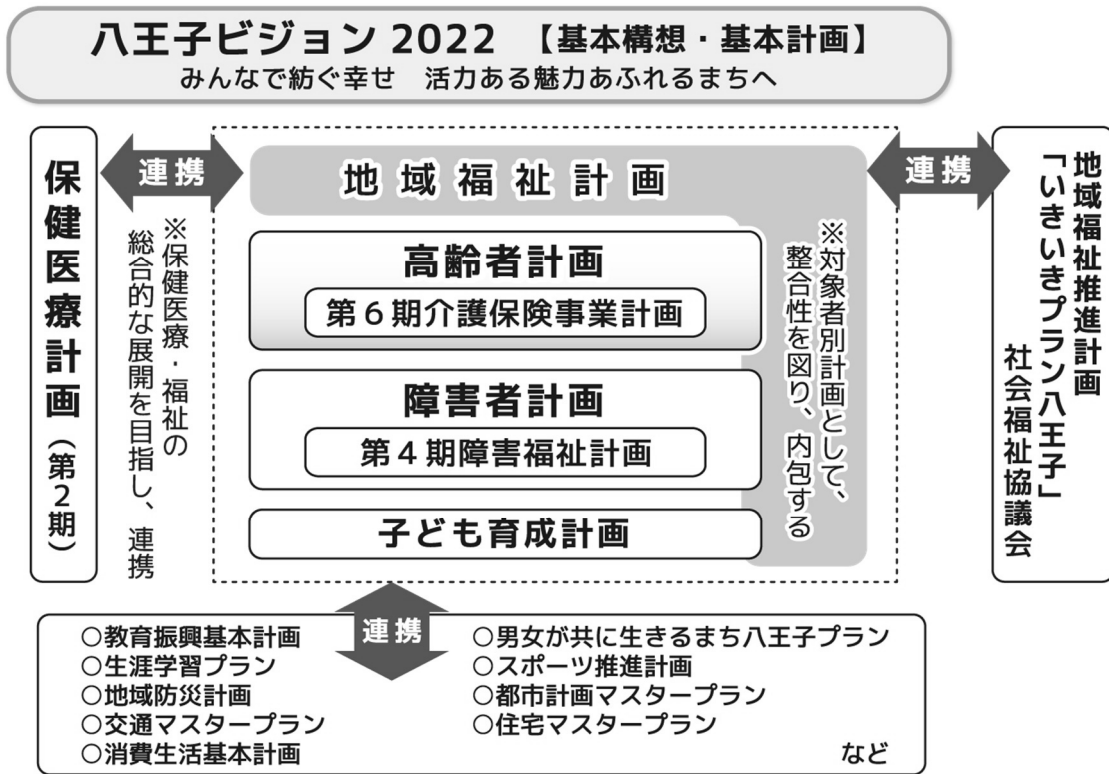 八王子ビジョン 2022 【基本構想・基本計画】
みんなで紡ぐ幸せ 活力ある魅力あふれるまちへ
保健医療計画（第2期）
連携
※保健医療・福祉の
総合的な展開を目指し、連携
地域福祉計画
高齢者計画
第６期介護保険事業計画
障害者計画
第４期障害福祉計画
子ども育成計画
※対象者別計画として、
整合性を図り、内包する
連携
地域福祉推進計画
「いきいきプラン八王子」
社会福祉協議会
連携
○教育振興基本計画
○生涯学習プラン
○地域防災計画
○交通マスタープラン
○消費生活基本計画
○男女が共に生きるまち八王子プラン
○スポーツ推進計画
○都市計画マスタープラン
○住宅マスタープラン
など